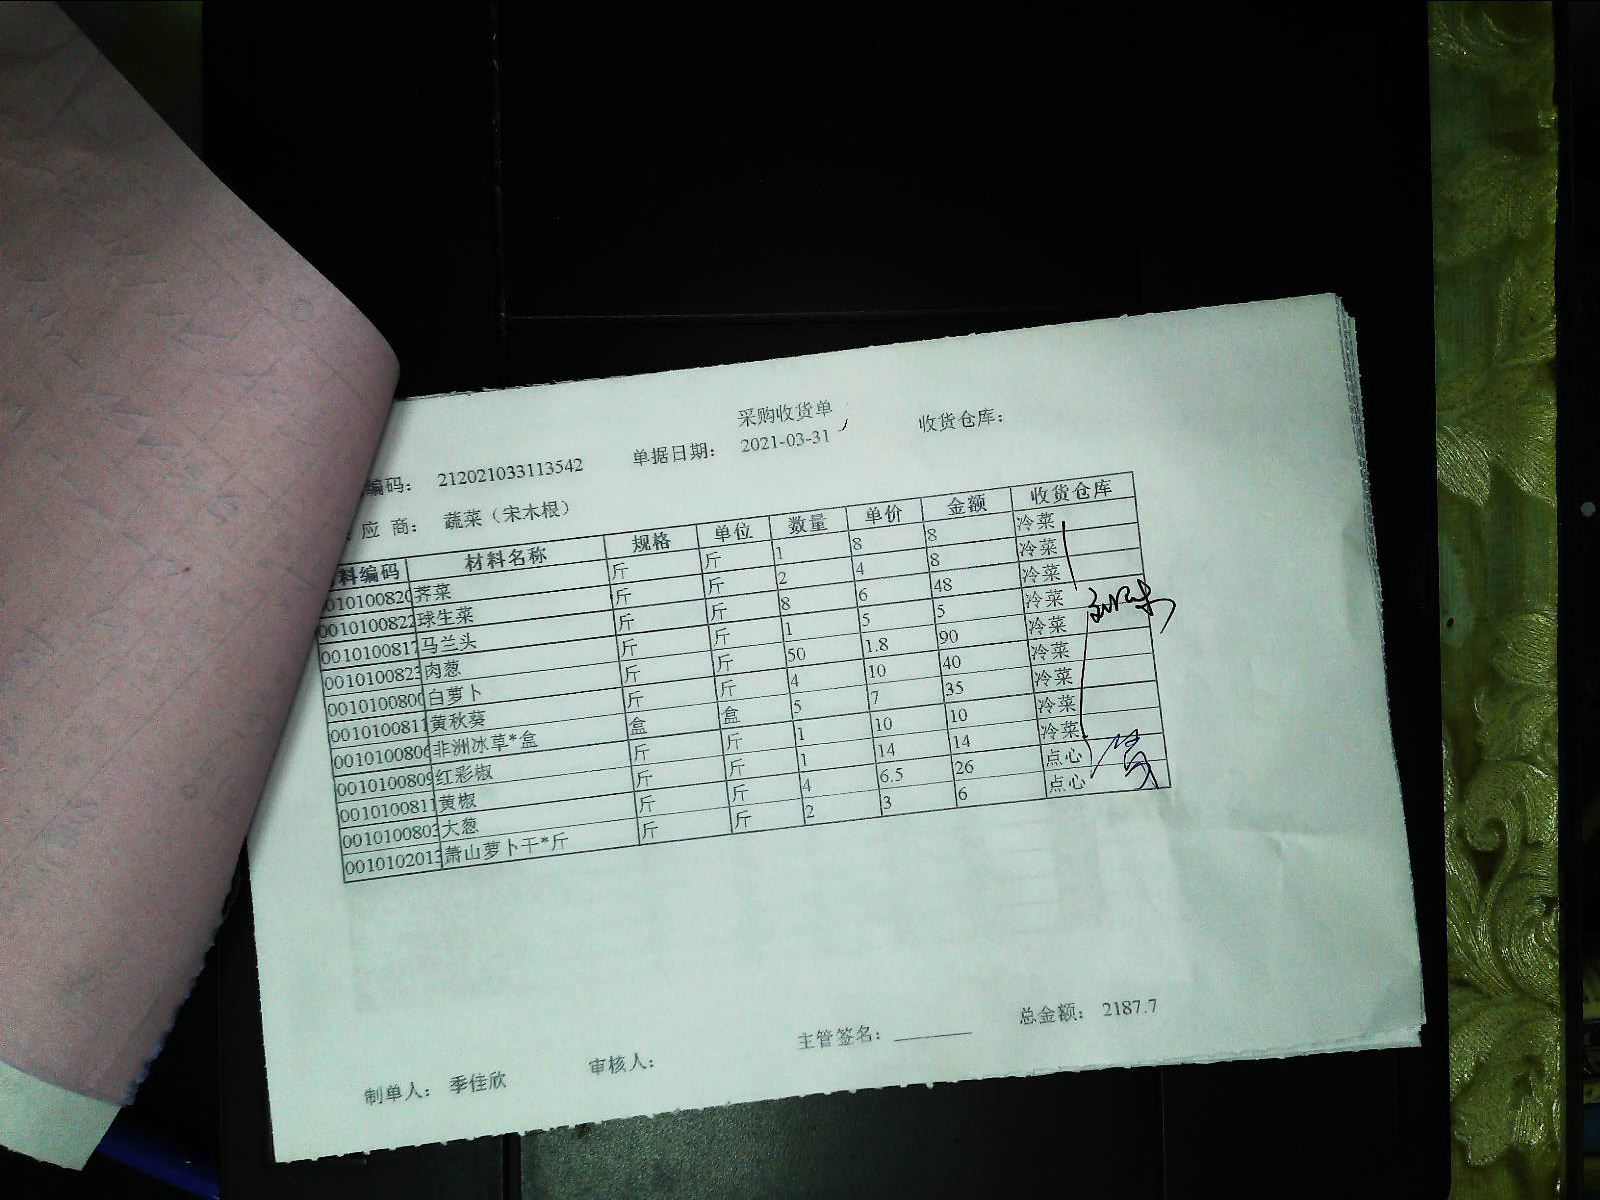 采购收货单
编码： 212021033113542 单据日期： 2021-03-31 收货仓库：
应 商： 蔬菜（宋木根）
料编码 材料名称 规格 单位 数量 单价 金额 收货仓库
010100820 荠菜 斤 斤 1 8 8 冷菜
0010100822 球生菜 斤 斤 2 4 8 冷菜
0010100817 马兰头 斤 斤 8 6 48 冷菜
0010100823 肉葱 斤 斤 1 5 5 冷菜
0010100800 白萝卜 斤 斤 50 1.8 90 冷菜
0010100811 黄秋葵 斤 斤 4 10 40 冷菜
0010100806 非洲冰草*盒 盒 盒 5 7 35 冷菜
0010100809 红彩椒 斤 斤 1 10 10 冷菜
0010100811 黄椒 斤 斤 1 14 14 冷菜
0010100803 大葱 斤 斤 4 6.5 26 点心
0010102013 萧山萝卜干*斤 斤 斤 2 3 6 点心
制单人： 季佳欣 审核人： 主管签名： 总金额： 2187.7